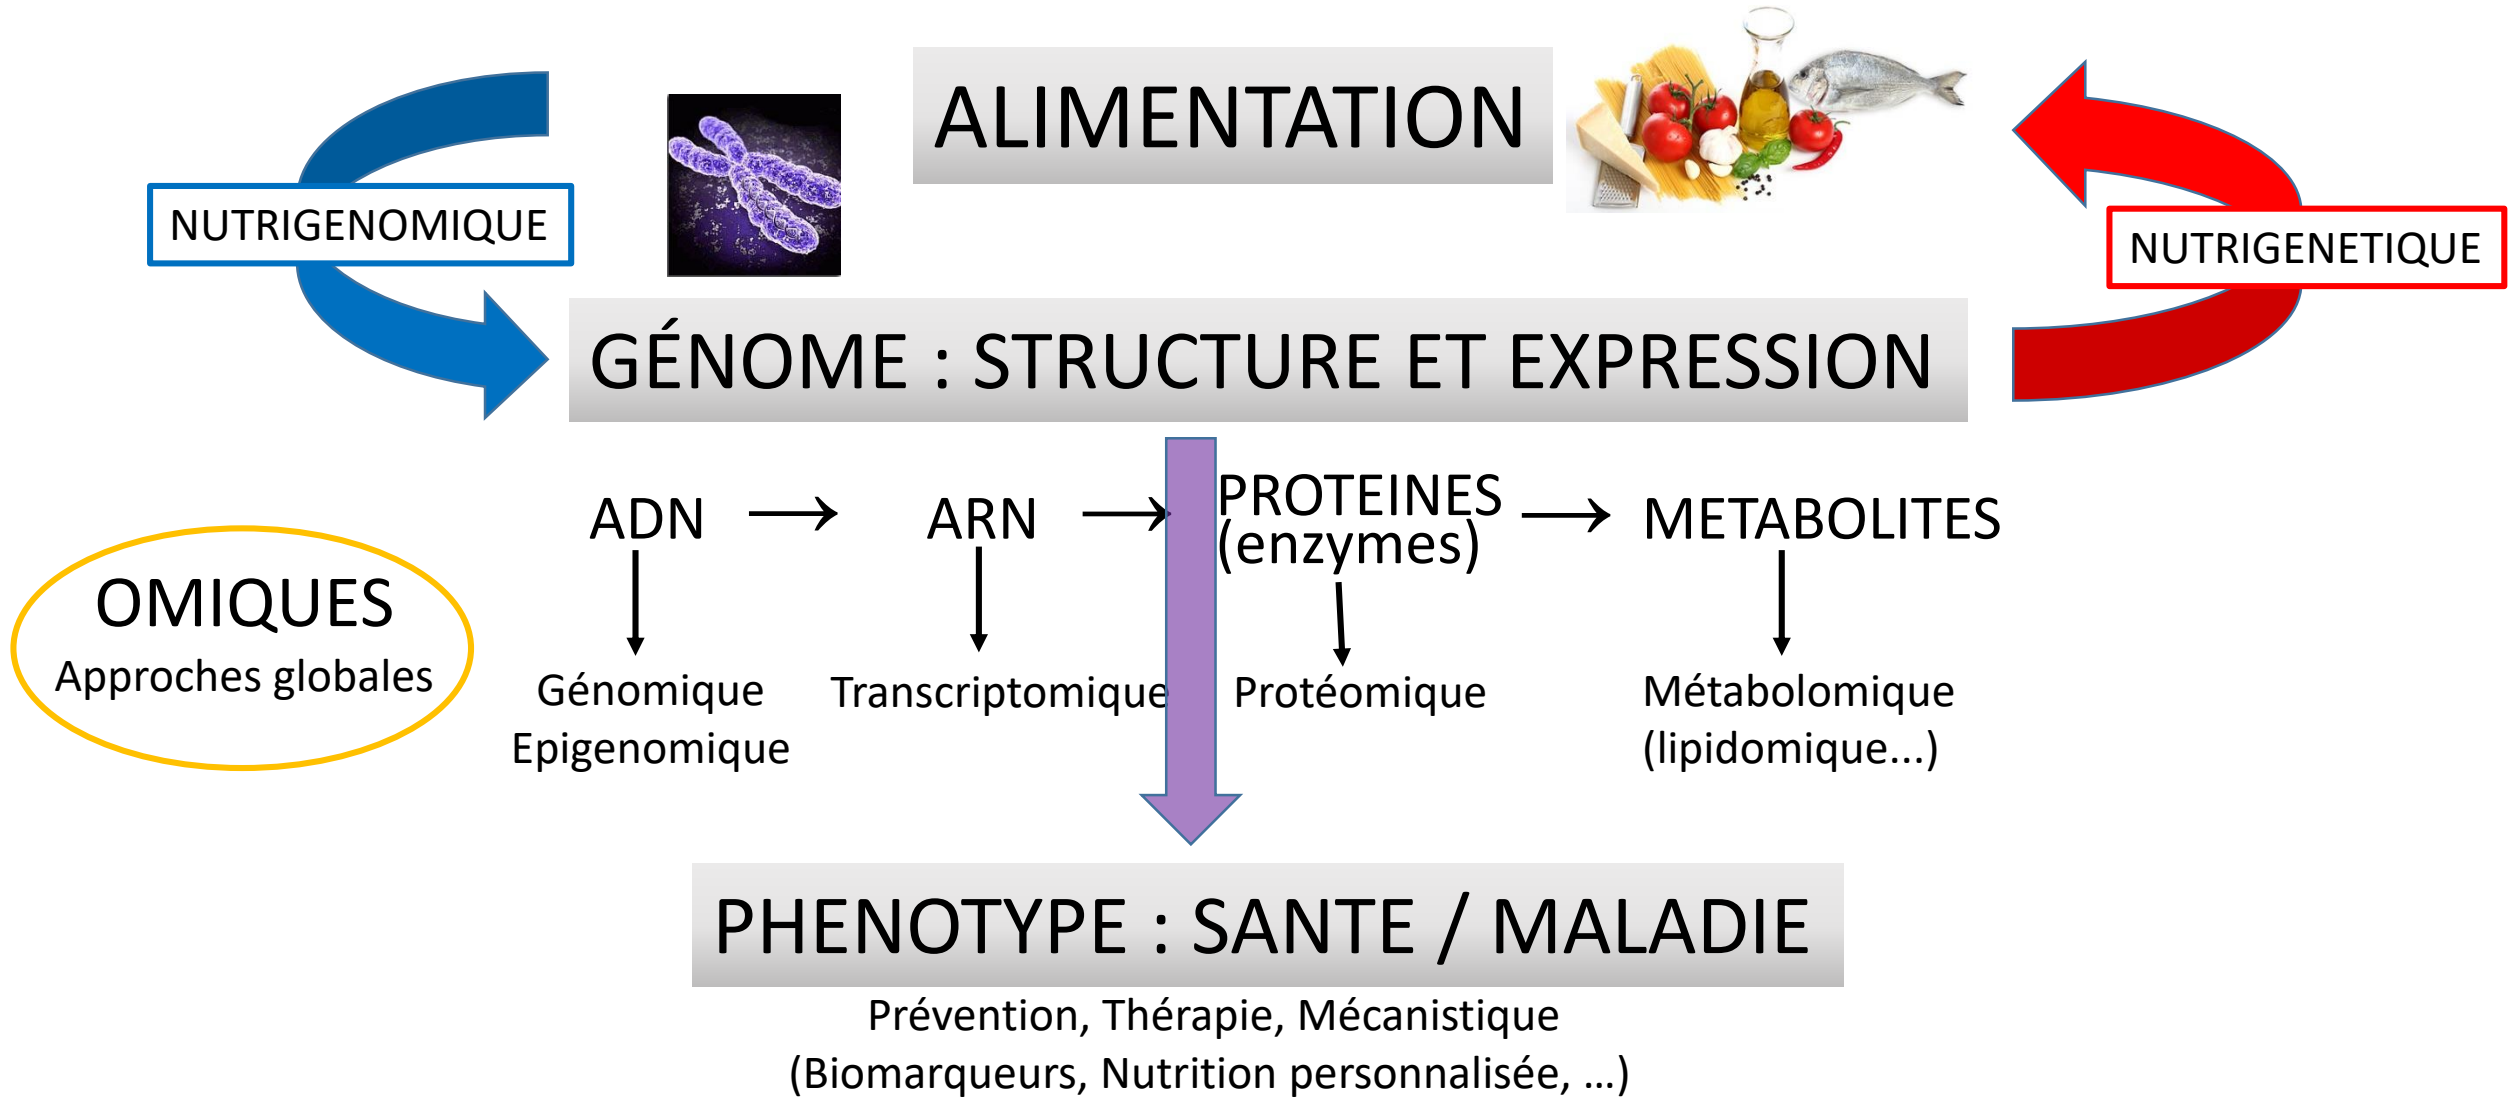 ALIMENTATION
NUTRIGENOMIQUE
NUTRIGENETIQUE
GÉNOME : STRUCTURE ET EXPRESSION
ADN → ARN → PROTEINES → METABOLITES
(enzymes)
OMIQUES
Approches globales
Génomique Transcriptomique Protéomique Métabolomique
Epigenomique (lipidomique...)
PHENOTYPE : SANTE / MALADIE
Prévention, Thérapie, Mécanistique
(Biomarqueurs, Nutrition personnalisée, ...)